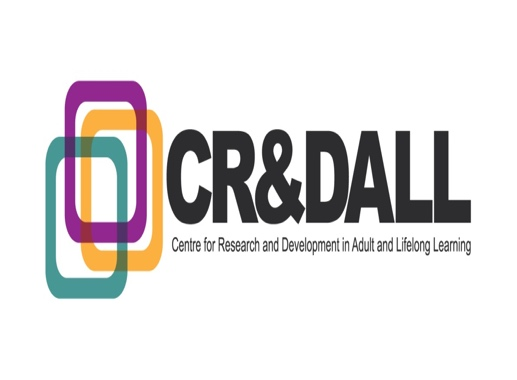 CR&DALL
Centre for Research and Development in Adult and Lifelong Learning